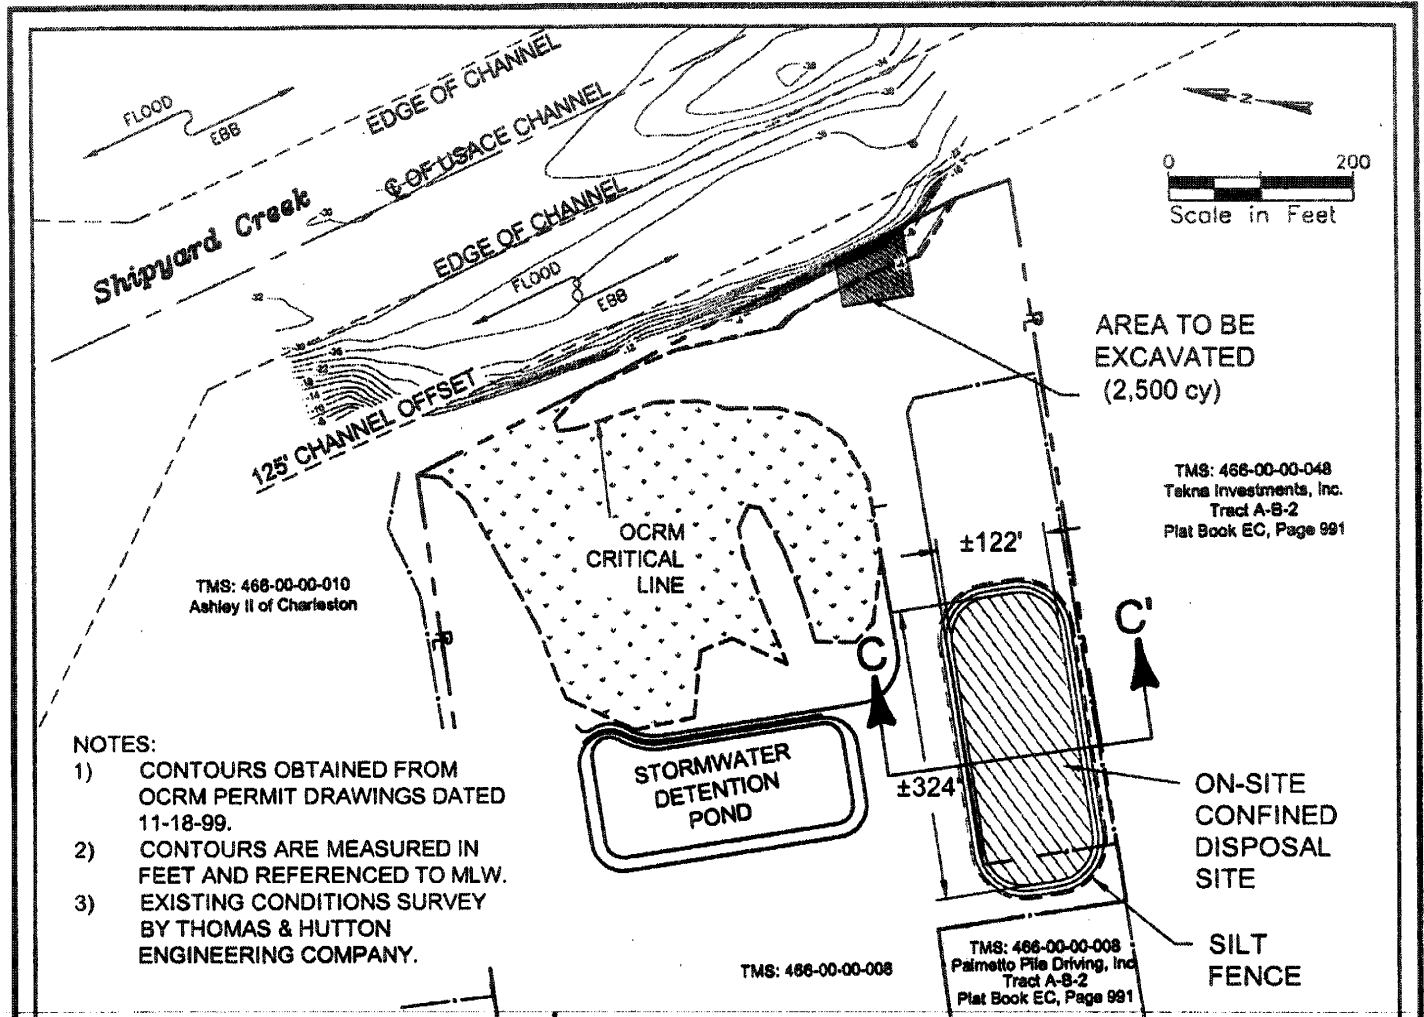 FLOOD
EBB
EDGE OF CHANNEL
℄ OF USACE CHANNEL
Shipyard Creek
EDGE OF CHANNEL
FLOOD
EBB
125' CHANNEL OFFSET
N
0 200
Scale in Feet
AREA TO BE
EXCAVATED
(2,500 cy)
TMS: 466-00-00-048
Tekna Investments, Inc.
Tract A-B-2
Plat Book EC, Page 991
OCRM
CRITICAL
LINE
±122'
TMS: 466-00-00-010
Ashley II of Charleston
C
C'
±324'
STORMWATER
DETENTION
POND
ON-SITE
CONFINED
DISPOSAL
SITE
SILT
FENCE
NOTES:
1) CONTOURS OBTAINED FROM
OCRM PERMIT DRAWINGS DATED
11-18-99.
2) CONTOURS ARE MEASURED IN
FEET AND REFERENCED TO MLW.
3) EXISTING CONDITIONS SURVEY
BY THOMAS & HUTTON
ENGINEERING COMPANY.
TMS: 466-00-00-008
TMS: 466-00-00-008
Palmetto Pile Driving, Inc
Tract A-B-2
Plat Book EC, Page 991